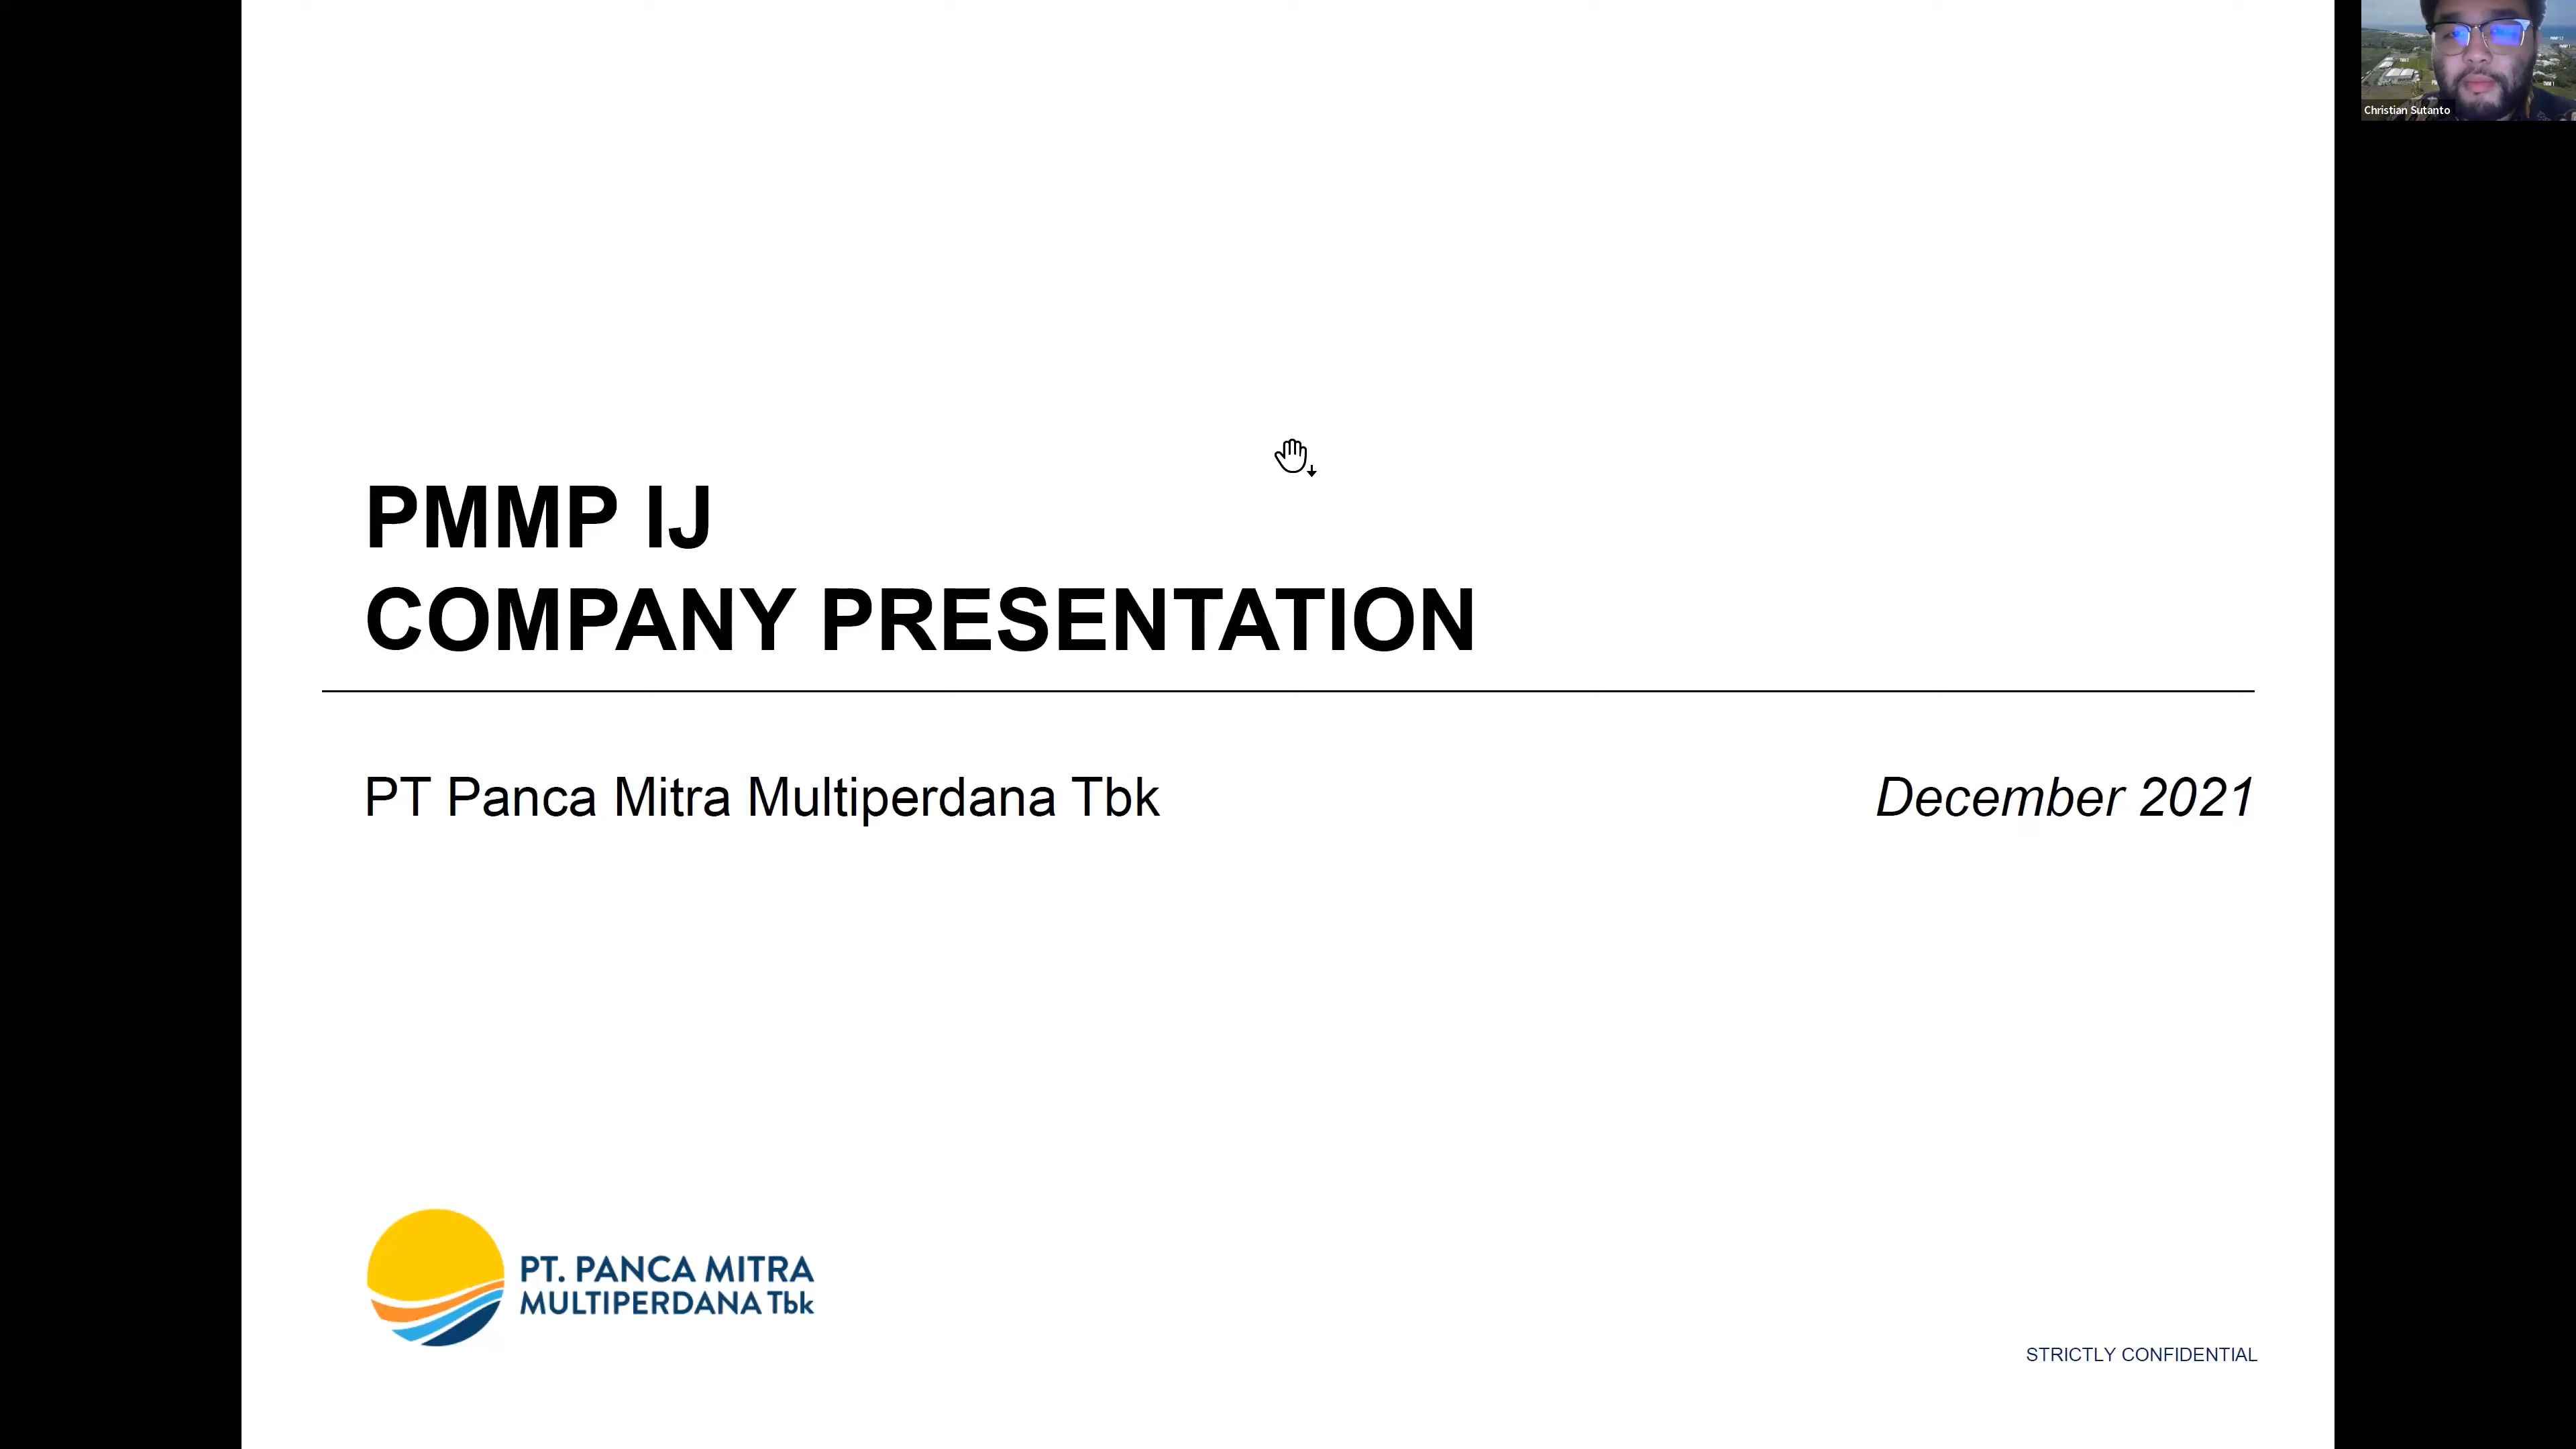 Christian Sutanto
PMMP IJ
COMPANY PRESENTATION
PT Panca Mitra Multiperdana Tbk
December 2021
PT. PANCA MITRA
MULTIPERDANA Tbk
STRICTLY CONFIDENTIAL